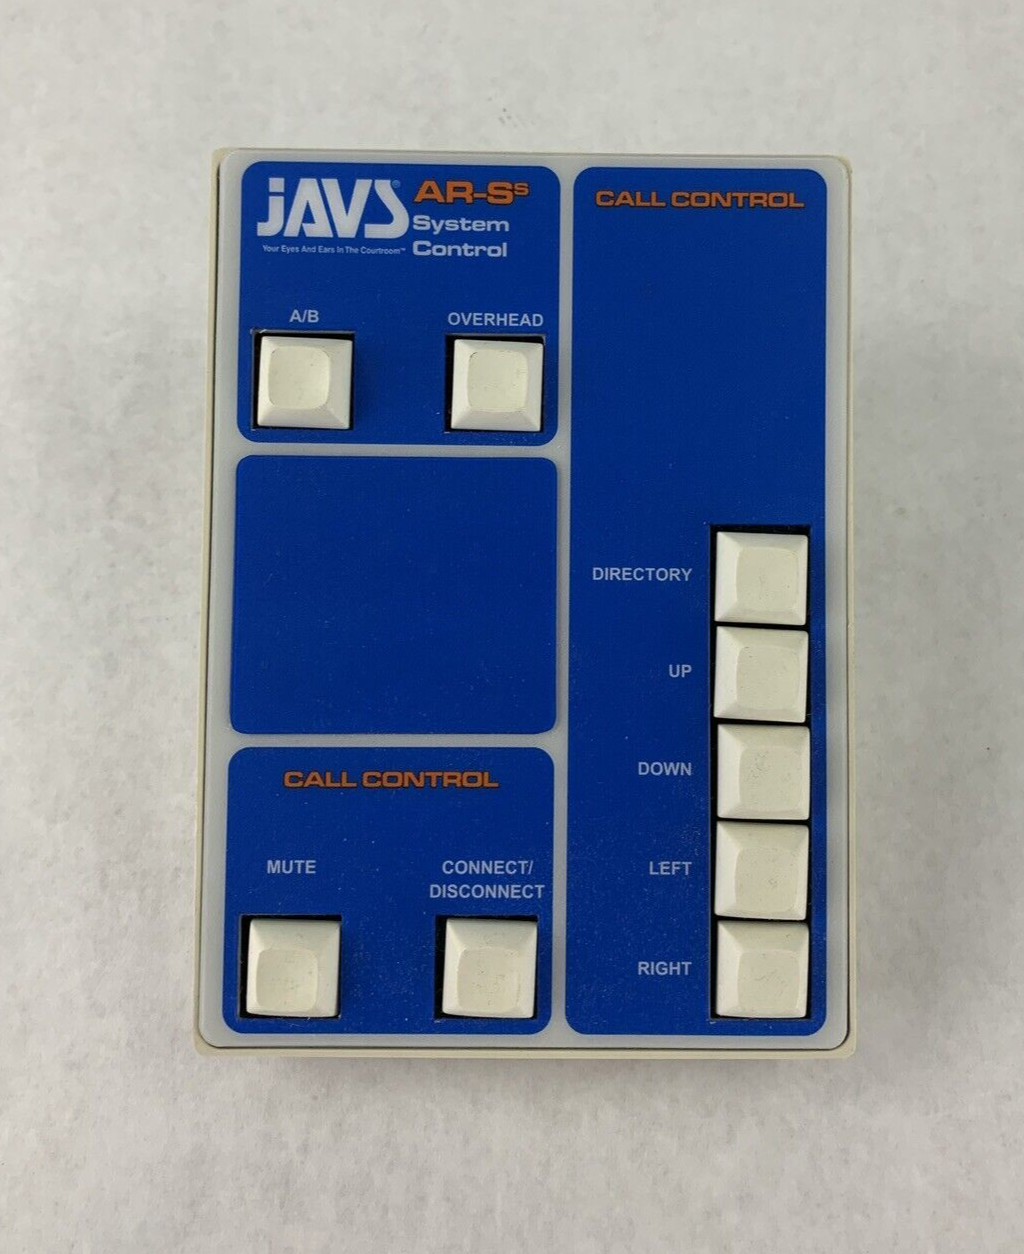 JAVS® AR-SS
System
Control
Your Eyes And Ears In The Courtroom™
A/B
OVERHEAD
CALL CONTROL
DIRECTORY
UP
DOWN
LEFT
RIGHT
CALL CONTROL
MUTE
CONNECT/
DISCONNECT